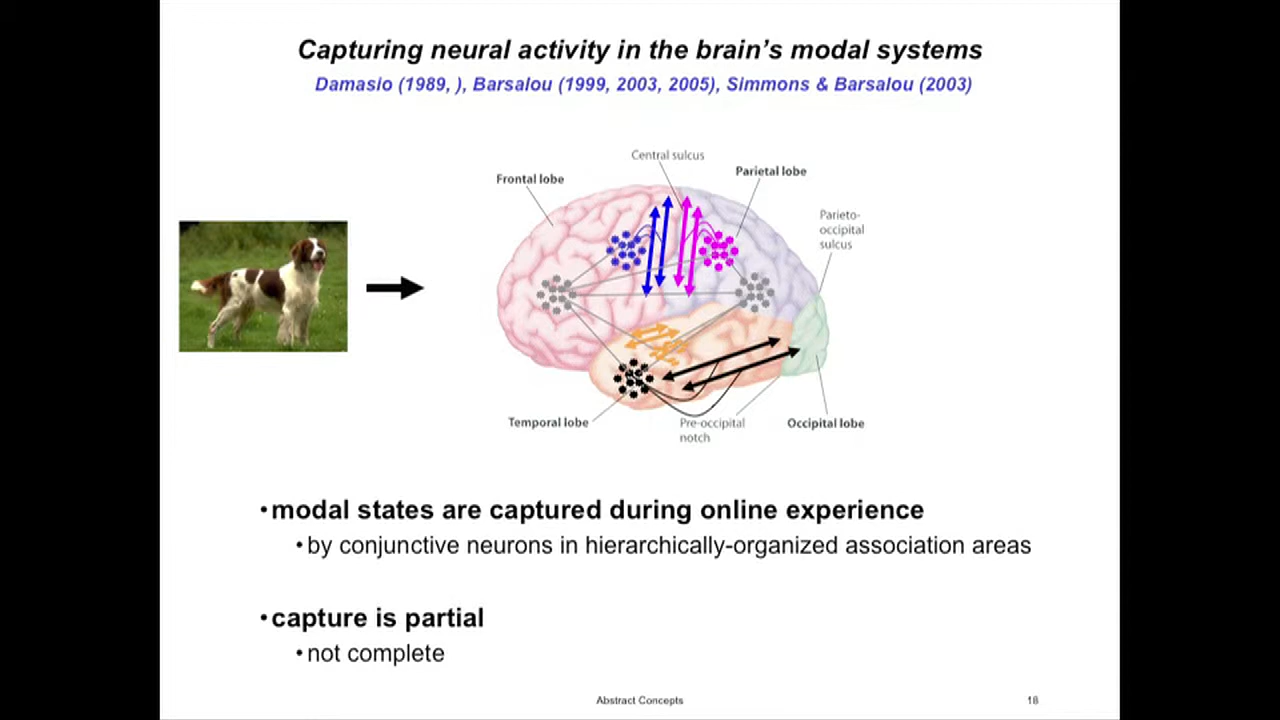 Capturing neural activity in the brain's modal systems
Damasio (1989, ), Barsalou (1999, 2003, 2005), Simmons & Barsalou (2003)
Central sulcus
Frontal lobe
Parietal lobe
Parieto-
occipital
sulcus
Temporal lobe
Pre-occipital
notch
Occipital lobe
•modal states are captured during online experience
•by conjunctive neurons in hierarchically-organized association areas
•capture is partial
•not complete
Abstract Concepts
18